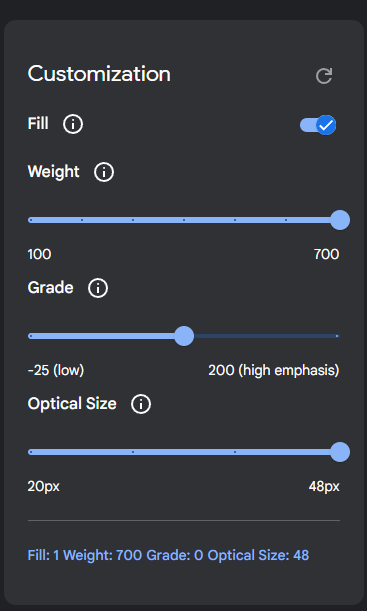 Customization
Fill
Weight
100 700
Grade
-25 (low) 200 (high emphasis)
Optical Size
20px 48px
Fill: 1 Weight: 700 Grade: 0 Optical Size: 48